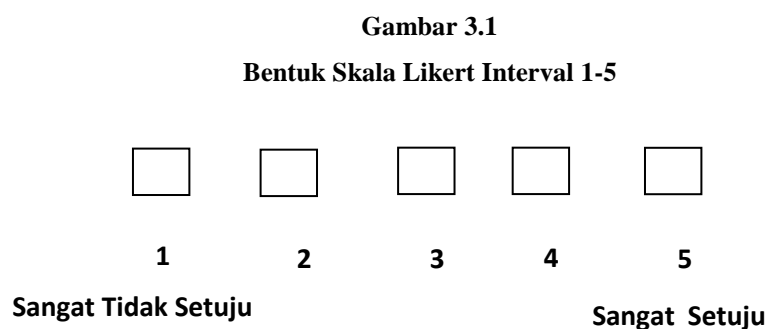 Gambar 3.1
Bentuk Skala Likert Interval 1-5
1 2 3 4 5
Sangat Tidak Setuju Sangat Setuju